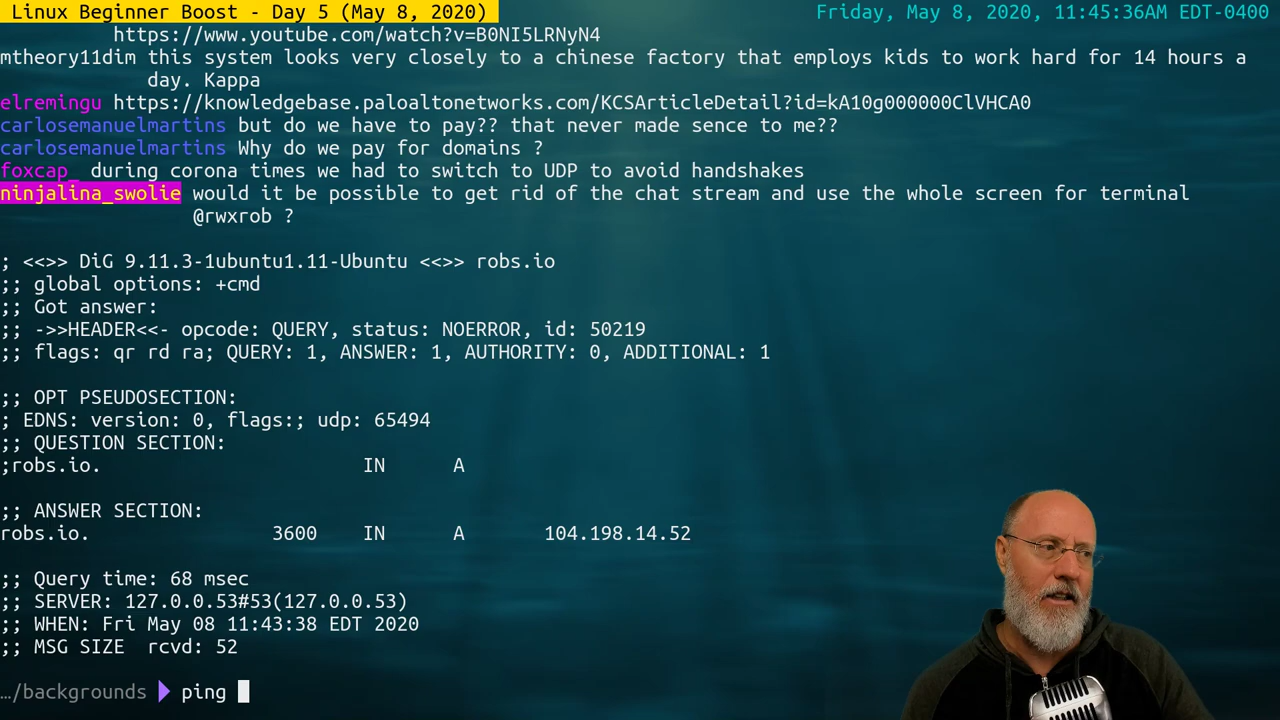 Linux Beginner Boost - Day 5 (May 8, 2020) Friday, May 8, 2020, 11:45:36AM EDT-0400
https://www.youtube.com/watch?v=B0NI5LRNyN4
mtheory11dim this system looks very closely to a chinese factory that employs kids to work hard for 14 hours a
day. Kappa
elremingu https://knowledgebase.paloaltonetworks.com/KCSArticleDetail?id=kA10g000000ClVHCA0
carlosemanuelmartins but do we have to pay?? that never made sence to me??
carlosemanuelmartins Why do we pay for domains ?
foxcap_ during corona times we had to switch to UDP to avoid handshakes
ninjalina_swolie would it be possible to get rid of the chat stream and use the whole screen for terminal
@rwxrob ?
; <<>> DiG 9.11.3-1ubuntu1.11-Ubuntu <<>> robs.io
;; global options: +cmd
;; Got answer:
;; ->>HEADER<<- opcode: QUERY, status: NOERROR, id: 50219
;; flags: qr rd ra; QUERY: 1, ANSWER: 1, AUTHORITY: 0, ADDITIONAL: 1
;; OPT PSEUDOSECTION:
; EDNS: version: 0, flags:; udp: 65494
;; QUESTION SECTION:
;robs.io. IN A
;; ANSWER SECTION:
robs.io. 3600 IN A 104.198.14.52
;; Query time: 68 msec
;; SERVER: 127.0.0.53#53(127.0.0.53)
;; WHEN: Fri May 08 11:43:38 EDT 2020
;; MSG SIZE rcvd: 52
…/backgrounds ping